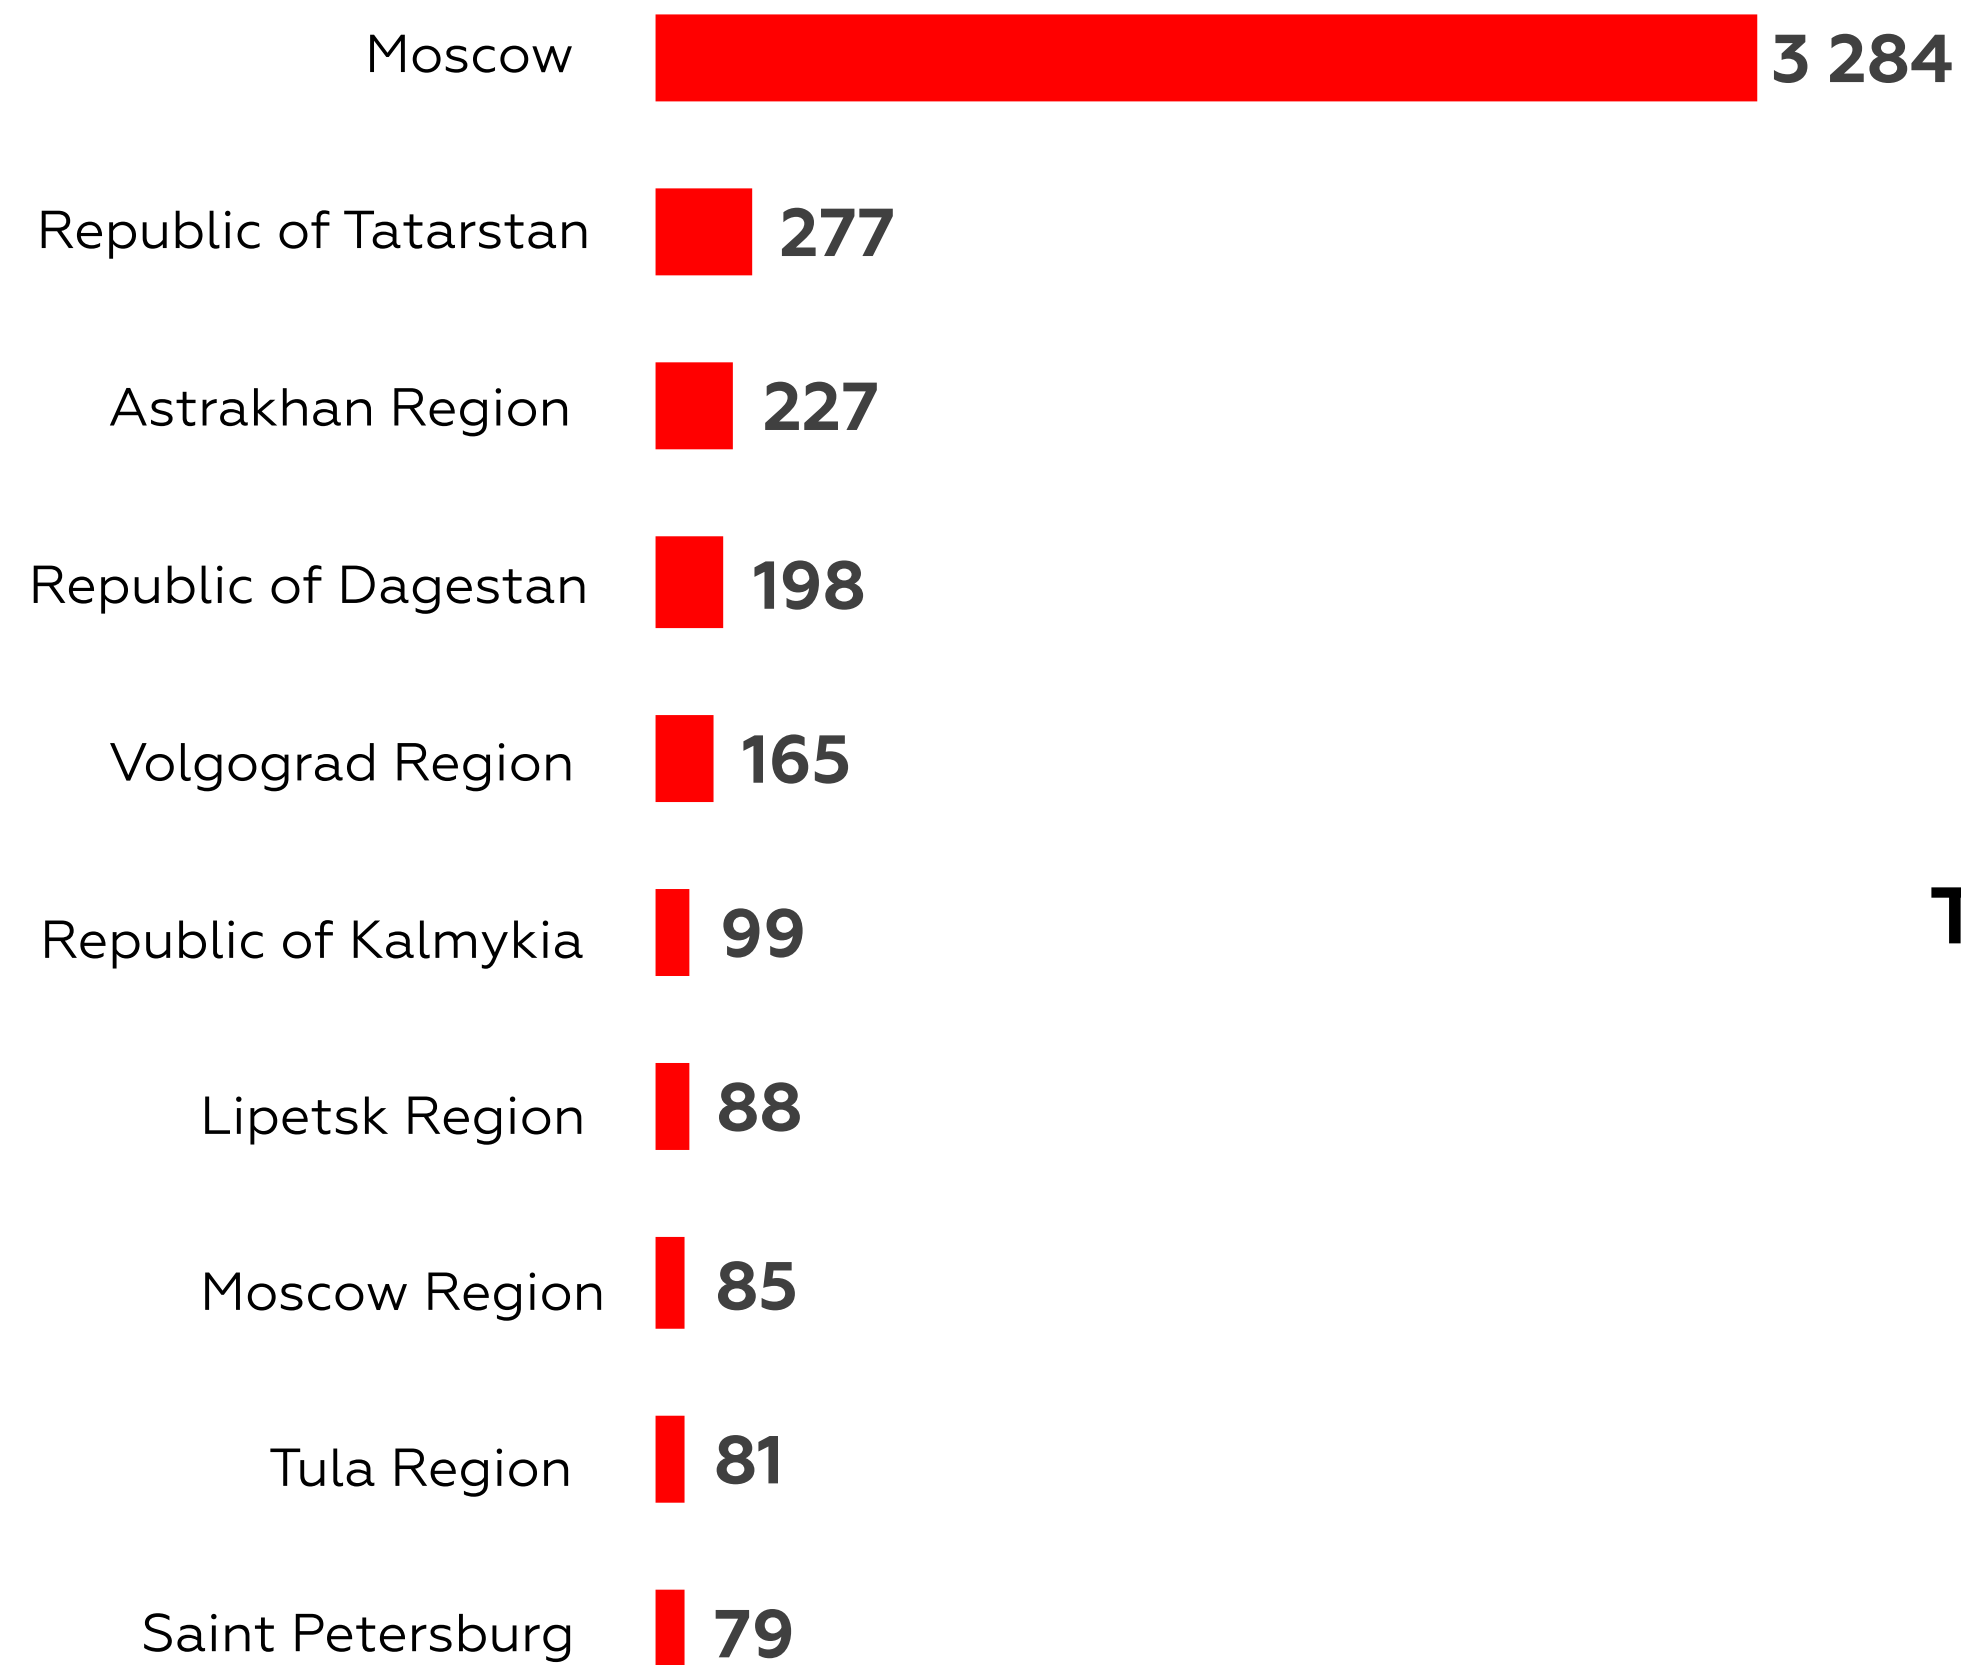 Moscow 3 284
Republic of Tatarstan 277
Astrakhan Region 227
Republic of Dagestan 198
Volgograd Region 165
Republic of Kalmykia 99
T
Lipetsk Region 88
Moscow Region 85
Tula Region 81
Saint Petersburg 79